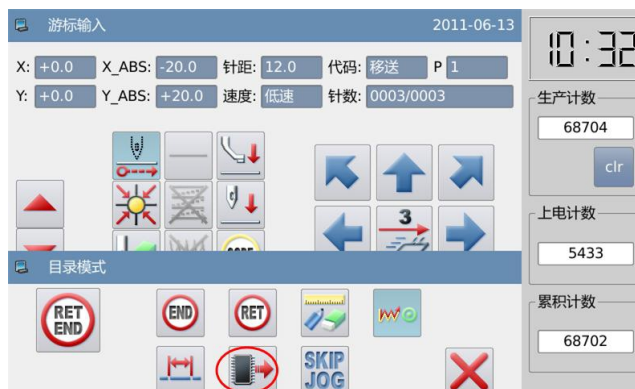 游标输入 2011-06-13
10:32
X: +0.0 X_ABS: -20.0 针距: 12.0 代码: 移送 P 1
Y: +0.0 Y_ABS: +20.0 速度: 低速 针数: 0003/0003
生产计数
68704
clr
3
上电计数
5433
目录模式
累积计数
68702
RET
END
END
RET
SKIP
JOG